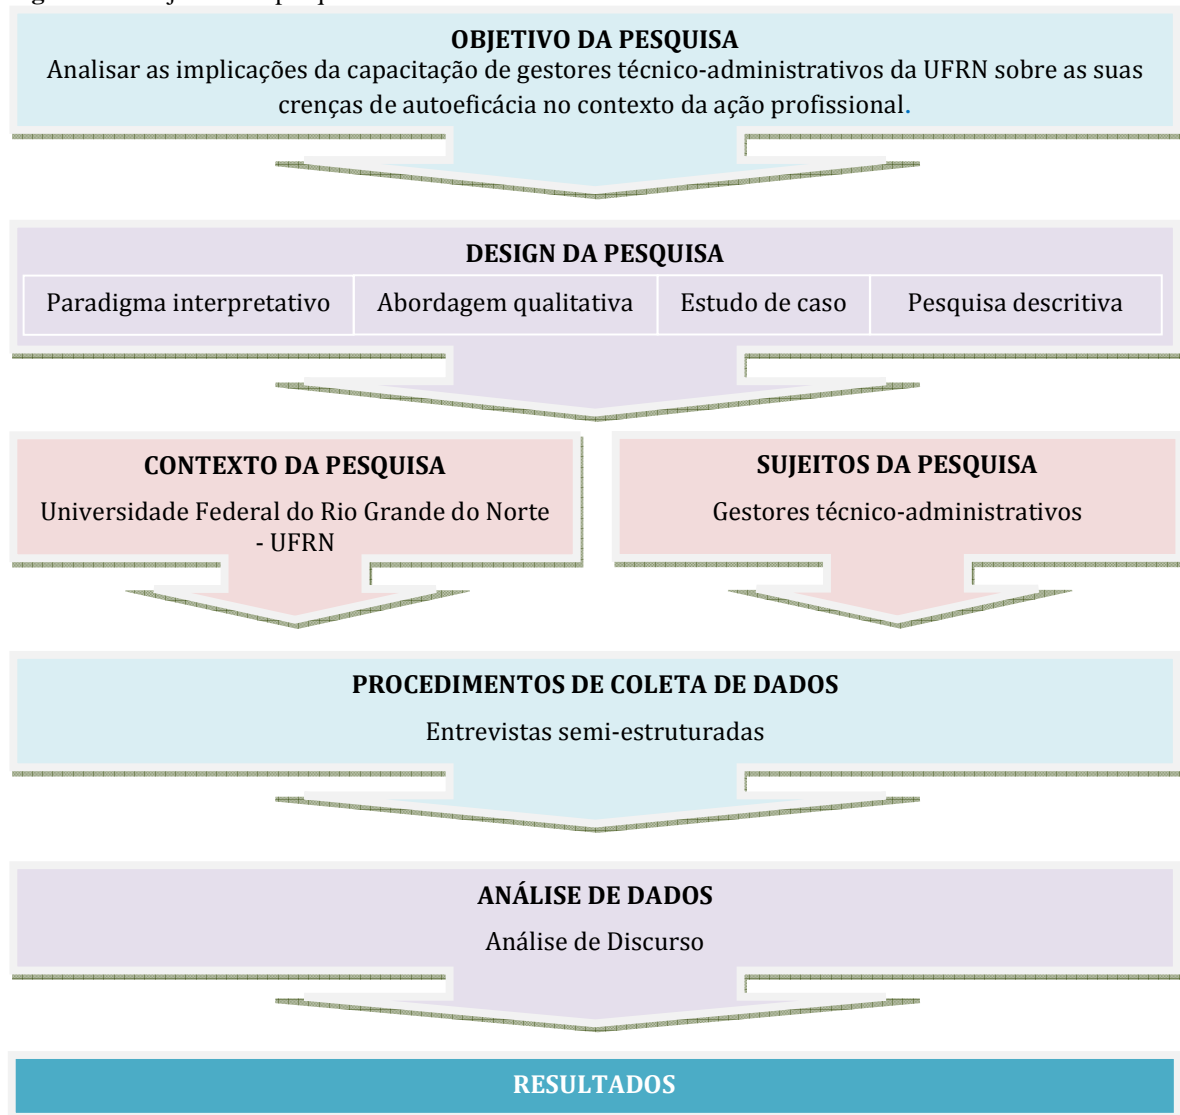 OBJETIVO DA PESQUISA
Analisar as implicações da capacitação de gestores técnico-administrativos da UFRN sobre as suas
crenças de autoeficácia no contexto da ação profissional.
DESIGN DA PESQUISA
Paradigma interpretativo Abordagem qualitativa Estudo de caso Pesquisa descritiva
CONTEXTO DA PESQUISA
Universidade Federal do Rio Grande do Norte
- UFRN
SUJEITOS DA PESQUISA
Gestores técnico-administrativos
PROCEDIMENTOS DE COLETA DE DADOS
Entrevistas semi-estruturadas
ANÁLISE DE DADOS
Análise de Discurso
RESULTADOS